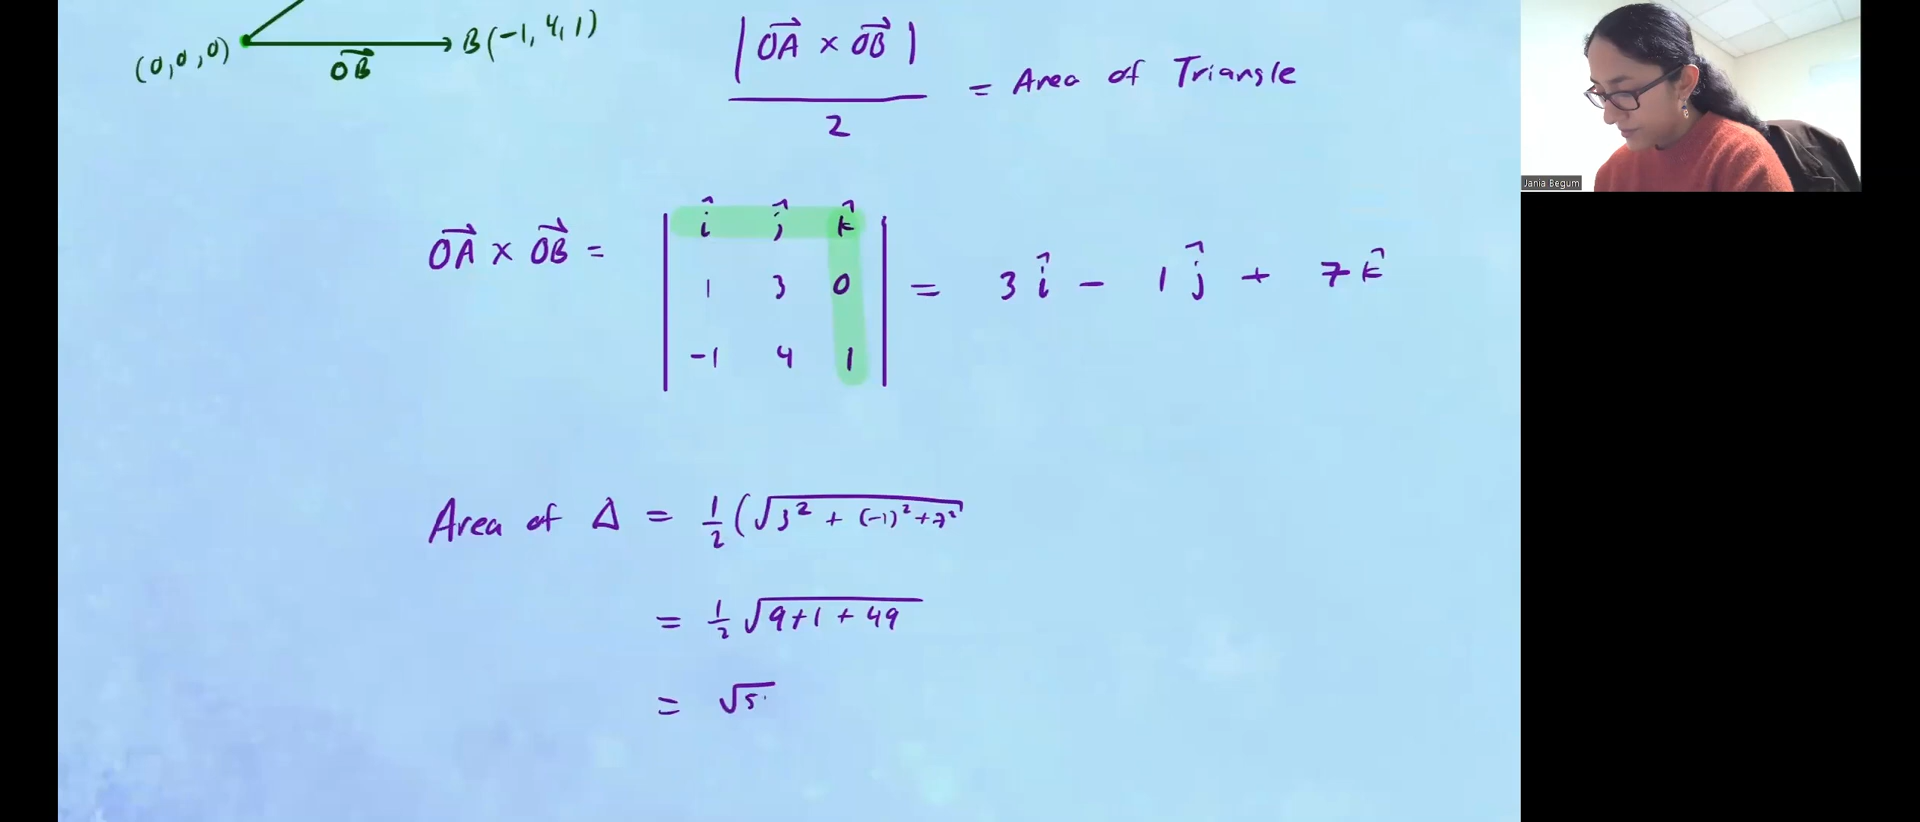 (0,0,0)
OB
B(-1, 4, 1)
|OA × OB|
2
= Area of Triangle
OA × OB = | î ĵ k̂ | = 3î - 1ĵ + 7k̂
1 3 0
-1 4 1
Area of Δ = 1/2 (√3² + (-1)² + 7²
= 1/2 √9+1+49
= √5
Jania Begum